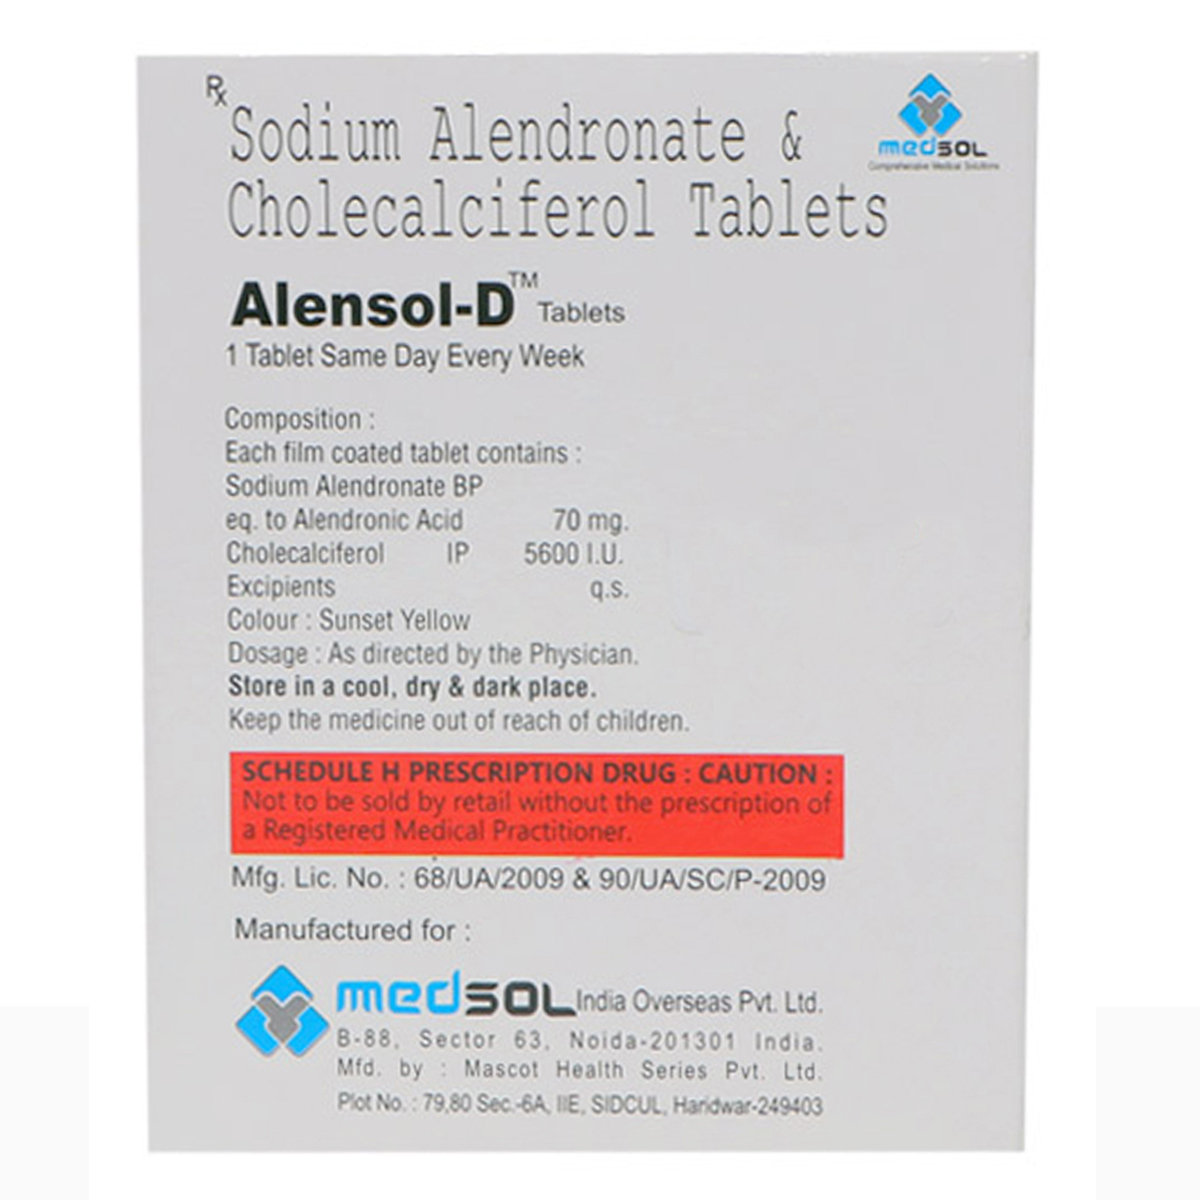 Rx
Sodium Alendronate &
Cholecalciferol Tablets
medsol
Comprehensive Medical Solutions
Alensol-D™ Tablets
1 Tablet Same Day Every Week
Composition :
Each film coated tablet contains :
Sodium Alendronate BP
eq. to Alendronic Acid 70 mg.
Cholecalciferol IP 5600 I.U.
Excipients q.s.
Colour : Sunset Yellow
Dosage : As directed by the Physician.
Store in a cool, dry & dark place.
Keep the medicine out of reach of children.
SCHEDULE H PRESCRIPTION DRUG : CAUTION :
Not to be sold by retail without the prescription of
a Registered Medical Practitioner.
Mfg. Lic. No. : 68/UA/2009 & 90/UA/SC/P-2009
Manufactured for :
medsol India Overseas Pvt. Ltd.
B-88, Sector 63, Noida-201301 India.
Mfd. by : Mascot Health Series Pvt. Ltd.
Plot No. : 79,80 Sec.-6A, IIE, SIDCUL, Haridwar-249403